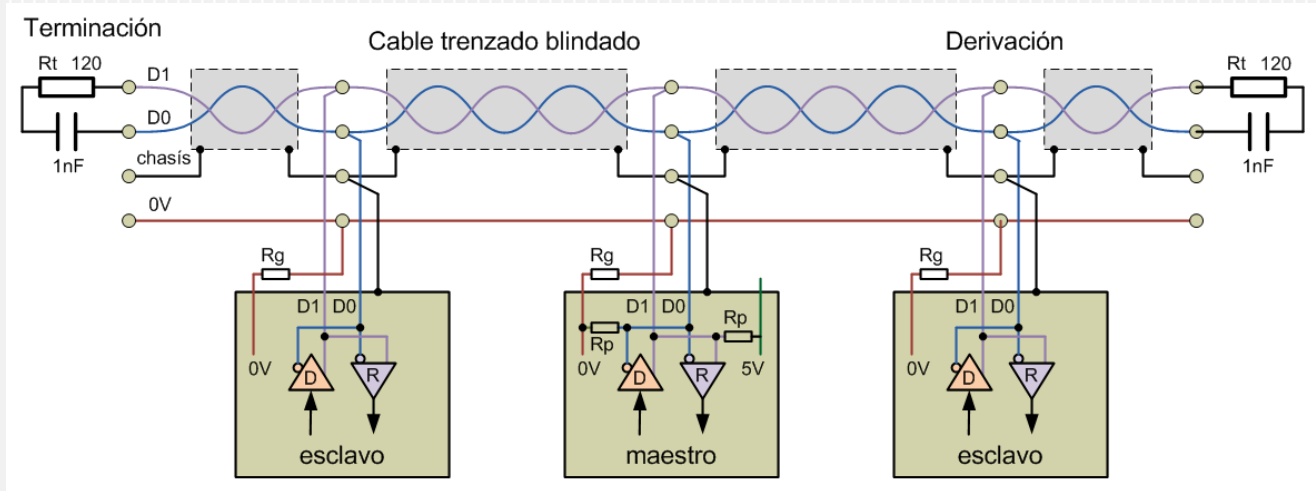 Terminación
Cable trenzado blindado
Derivación
Rt 120
D1
D0
1nF
chasís
0V
Rt 120
1nF
Rg
D1 D0
0V
D
R
esclavo
Rg
D1 D0
Rp
Rp
0V
5V
D
R
maestro
Rg
D1 D0
0V
D
R
esclavo